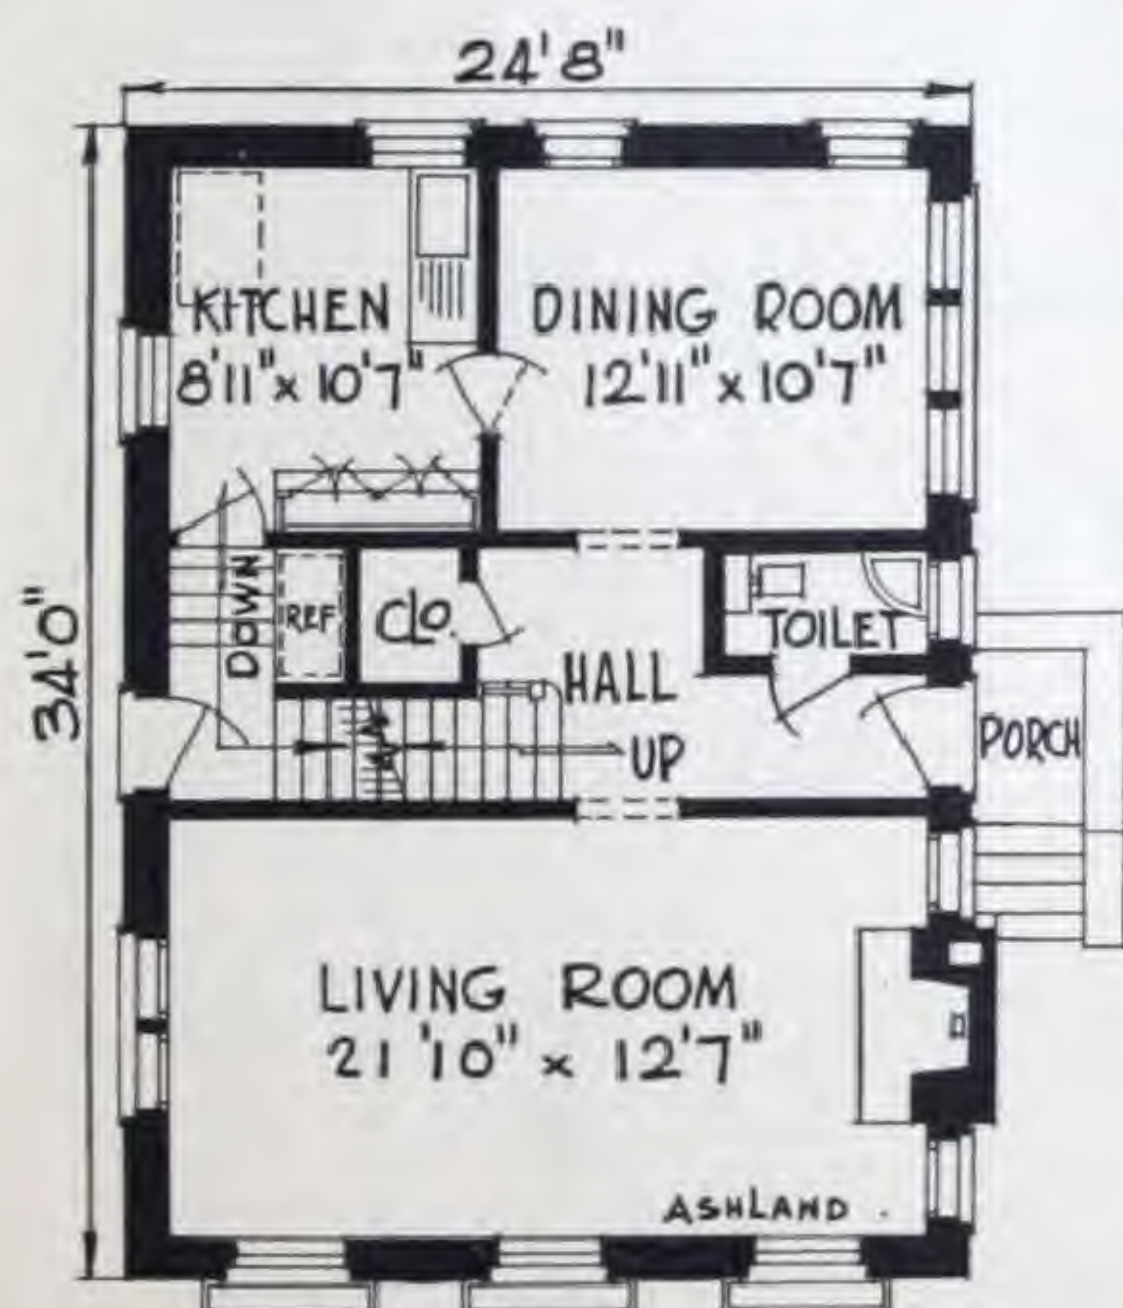 24'8"
34'0"
KITCHEN
8'11" x 10'7"
DINING ROOM
12'11" x 10'7"
DOWN
REF
CLO.
TOILET
HALL
UP
PORCH
LIVING ROOM
21'10" x 12'7"
ASHLAND